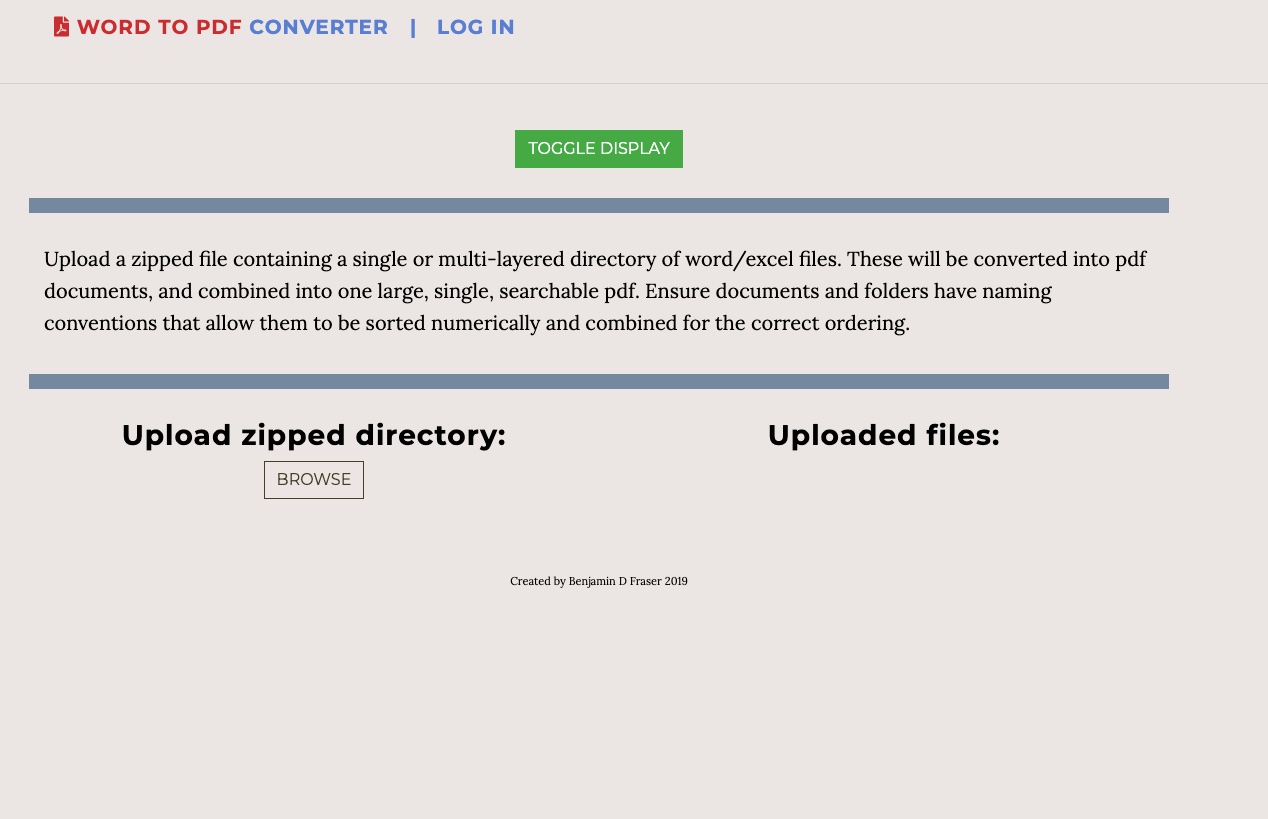 WORD TO PDF CONVERTER | LOG IN
TOGGLE DISPLAY
Upload a zipped file containing a single or multi-layered directory of word/excel files. These will be converted into pdf
documents, and combined into one large, single, searchable pdf. Ensure documents and folders have naming
conventions that allow them to be sorted numerically and combined for the correct ordering.
Upload zipped directory:
BROWSE
Uploaded files:
Created by Benjamin D Fraser 2019